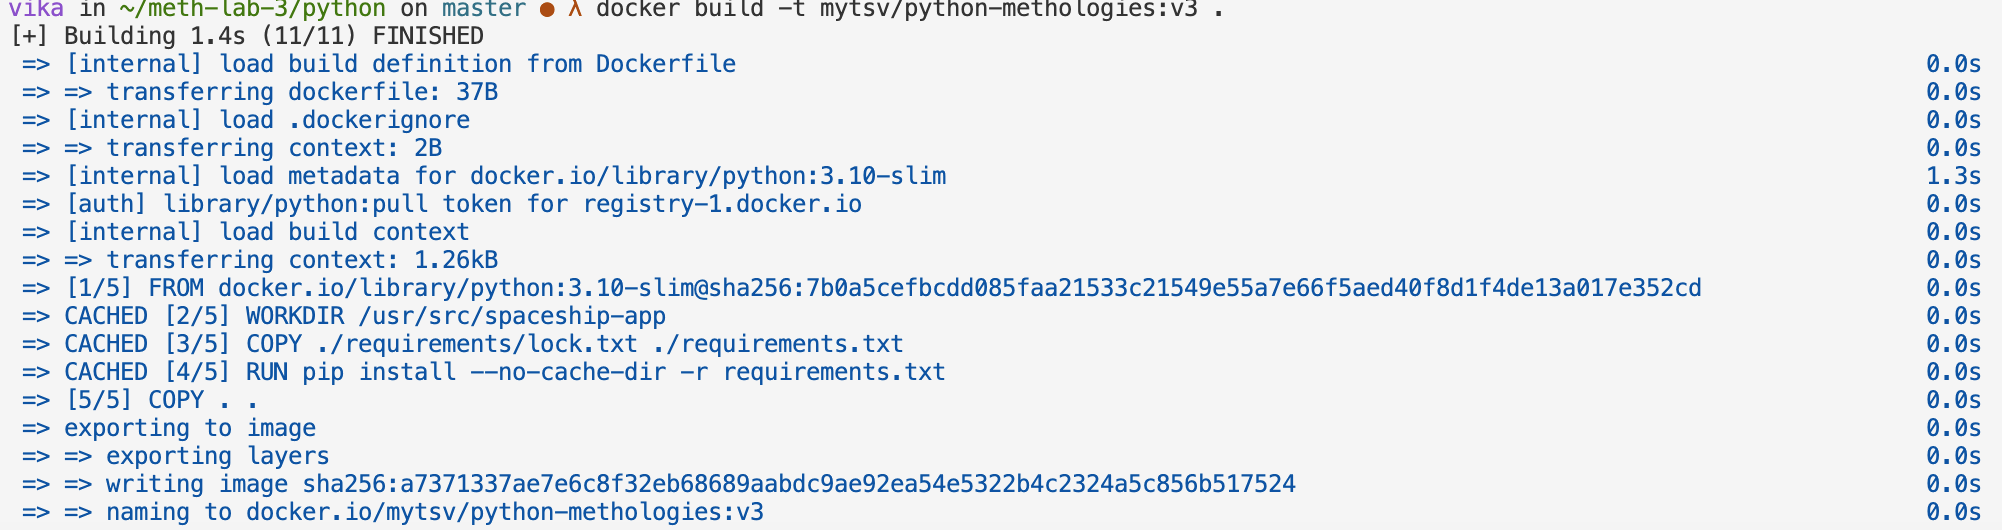 vika in ~/meth-lab-3/python on master ● λ docker build -t mytsv/python-methologies:v3 .
[+] Building 1.4s (11/11) FINISHED
=> [internal] load build definition from Dockerfile 0.0s
=> => transferring dockerfile: 37B 0.0s
=> [internal] load .dockerignore 0.0s
=> => transferring context: 2B 0.0s
=> [internal] load metadata for docker.io/library/python:3.10-slim 1.3s
=> [auth] library/python:pull token for registry-1.docker.io 0.0s
=> [internal] load build context 0.0s
=> => transferring context: 1.26kB 0.0s
=> [1/5] FROM docker.io/library/python:3.10-slim@sha256:7b0a5cefbcdd085faa21533c21549e55a7e66f5aed40f8d1f4de13a017e352cd 0.0s
=> CACHED [2/5] WORKDIR /usr/src/spaceship-app 0.0s
=> CACHED [3/5] COPY ./requirements/lock.txt ./requirements.txt 0.0s
=> CACHED [4/5] RUN pip install --no-cache-dir -r requirements.txt 0.0s
=> [5/5] COPY . . 0.0s
=> exporting to image 0.0s
=> => exporting layers 0.0s
=> => writing image sha256:a7371337ae7e6c8f32eb68689aabdc9ae92ea54e5322b4c2324a5c856b517524 0.0s
=> => naming to docker.io/mytsv/python-methologies:v3 0.0s